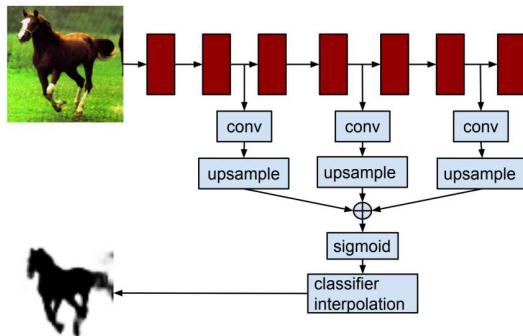 conv
conv
conv
upsample
upsample
upsample
sigmoid
classifier
interpolation